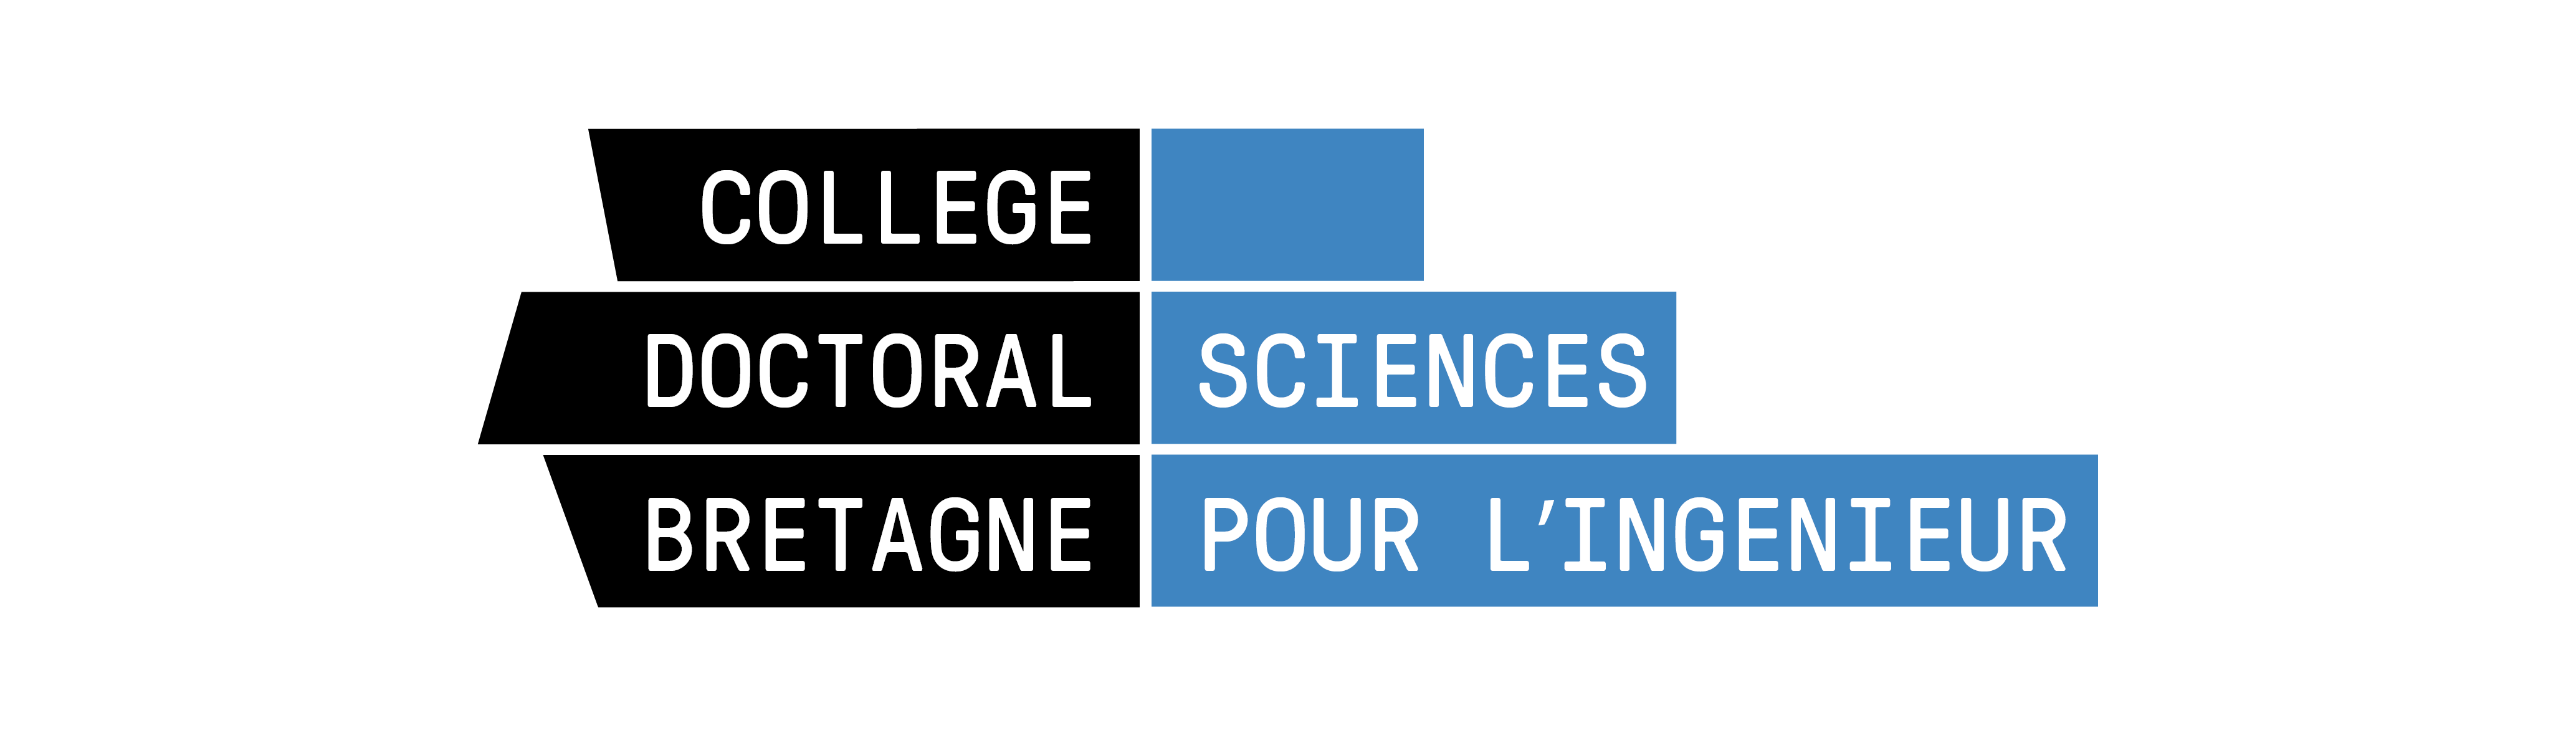 COLLEGE
DOCTORAL SCIENCES
BRETAGNE POUR L’INGENIEUR